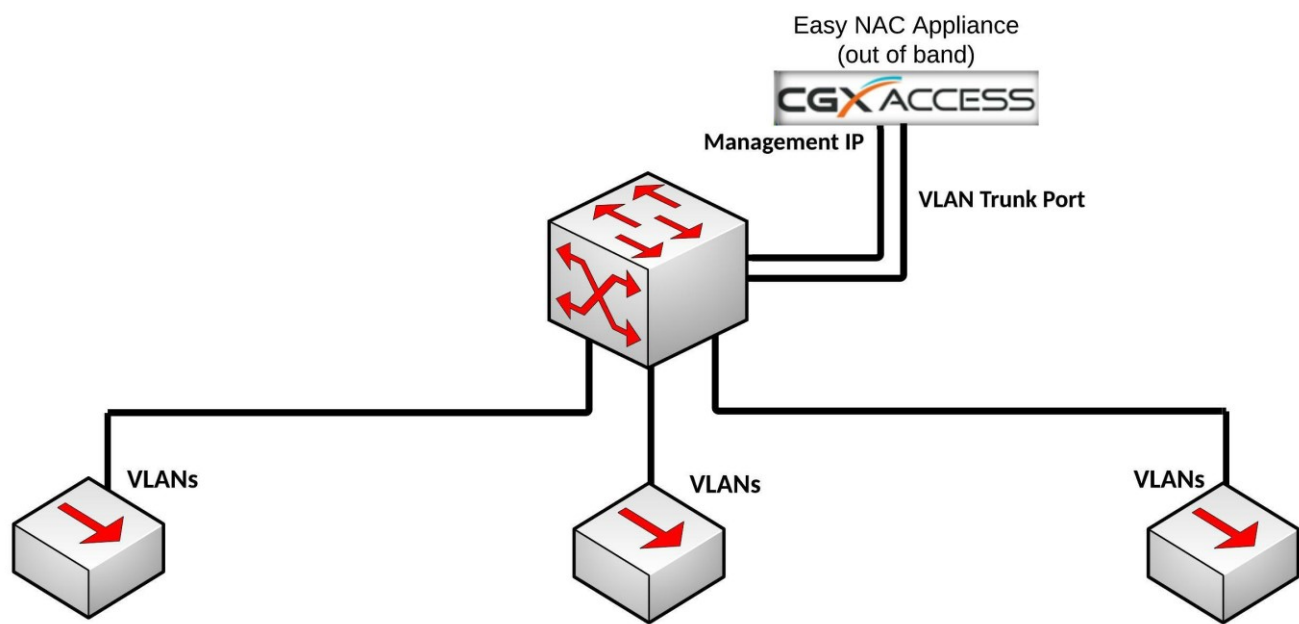 Easy NAC Appliance
(out of band)
CGX ACCESS
Management IP
VLAN Trunk Port
VLANs
VLANs
VLANs